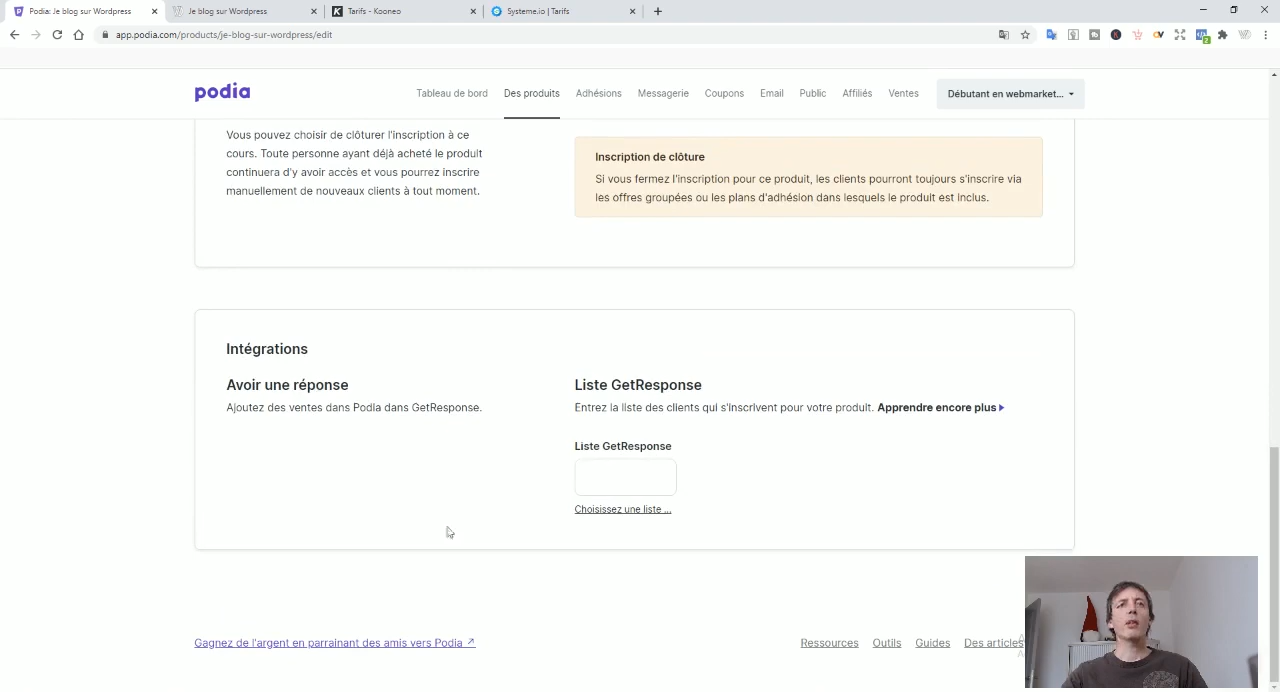 Podia: Je blog sur Wordpress
Je blog sur Wordpress
Tarifs - Kooneo
Systeme.io | Tarifs
app.podia.com/products/je-blog-sur-wordpress/edit
podia
Tableau de bord
Des produits
Adhésions
Messagerie
Coupons
Email
Public
Affiliés
Ventes
Débutant en webmarket...
Vous pouvez choisir de clôturer l'inscription à ce
cours. Toute personne ayant déjà acheté le produit
continuera d'y avoir accès et vous pourrez inscrire
manuellement de nouveaux clients à tout moment.
Inscription de clôture
Si vous fermez l'inscription pour ce produit, les clients pourront toujours s'inscrire via
les offres groupées ou les plans d'adhésion dans lesquels le produit est inclus.
Intégrations
Avoir une réponse
Ajoutez des ventes dans Podia dans GetResponse.
Liste GetResponse
Entrez la liste des clients qui s'inscrivent pour votre produit. Apprendre encore plus
Liste GetResponse
Choisissez une liste ...
Gagnez de l'argent en parrainant des amis vers Podia
Ressources
Outils
Guides
Des articles